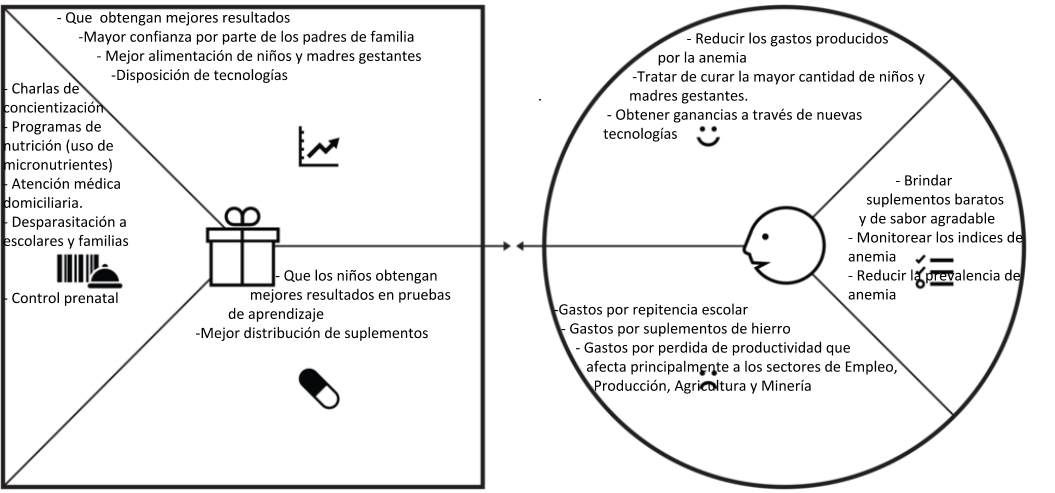 - Que  obtengan mejores resultados
-Mayor confianza por parte de los padres de familia
- Mejor alimentación de niños y madres gestantes
-Disposición de tecnologías
- Charlas de
concientización
- Programas de
nutrición (uso de
micronutrientes)
- Atención médica
domiciliaria.
- Desparasitación a
escolares y familias
- Control prenatal
- Que los niños obtengan
mejores resultados en pruebas
de aprendizaje
-Mejor distribución de suplementos
.
- Reducir los gastos producidos
por la anemia
-Tratar de curar la mayor cantidad de niños y
madres gestantes.
- Obtener ganancias a través de nuevas
tecnologías
- Brindar
suplementos baratos
y de sabor agradable
- Monitorear los indices de
anemia
- Reducir la prevalencia de
anemia
-Gastos por repitencia escolar
- Gastos por suplementos de hierro
- Gastos por perdida de productividad que
afecta principalmente a los sectores de Empleo,
Producción, Agricultura y Minería